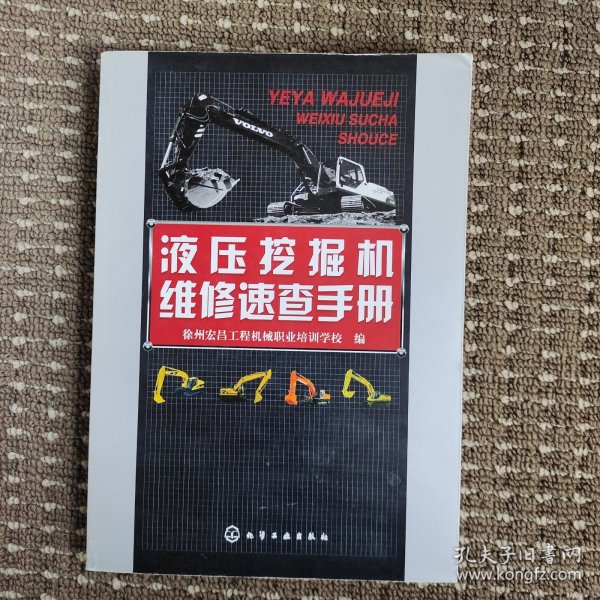 YEYA WAJUEJI
WEIXIU SUCHA
SHOUCE
VOLVO
液压挖掘机
维修速查手册
徐州宏昌工程机械职业培训学校 编
化学工业出版社
孔夫子旧书网
www.kongfz.com